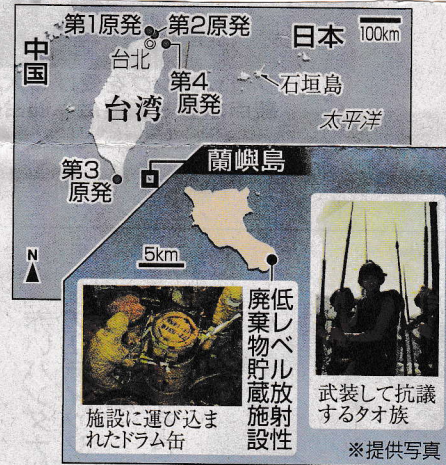 中国
第1原発
第2原発
日本
100km
台北
第4
原発
石垣島
台湾
太平洋
第3
原発
蘭嶼島
N
5km
低レベル放射性
廃棄物貯蔵施設
施設に運び込ま
れたドラム缶
武装して抗議
するタオ族
※提供写真